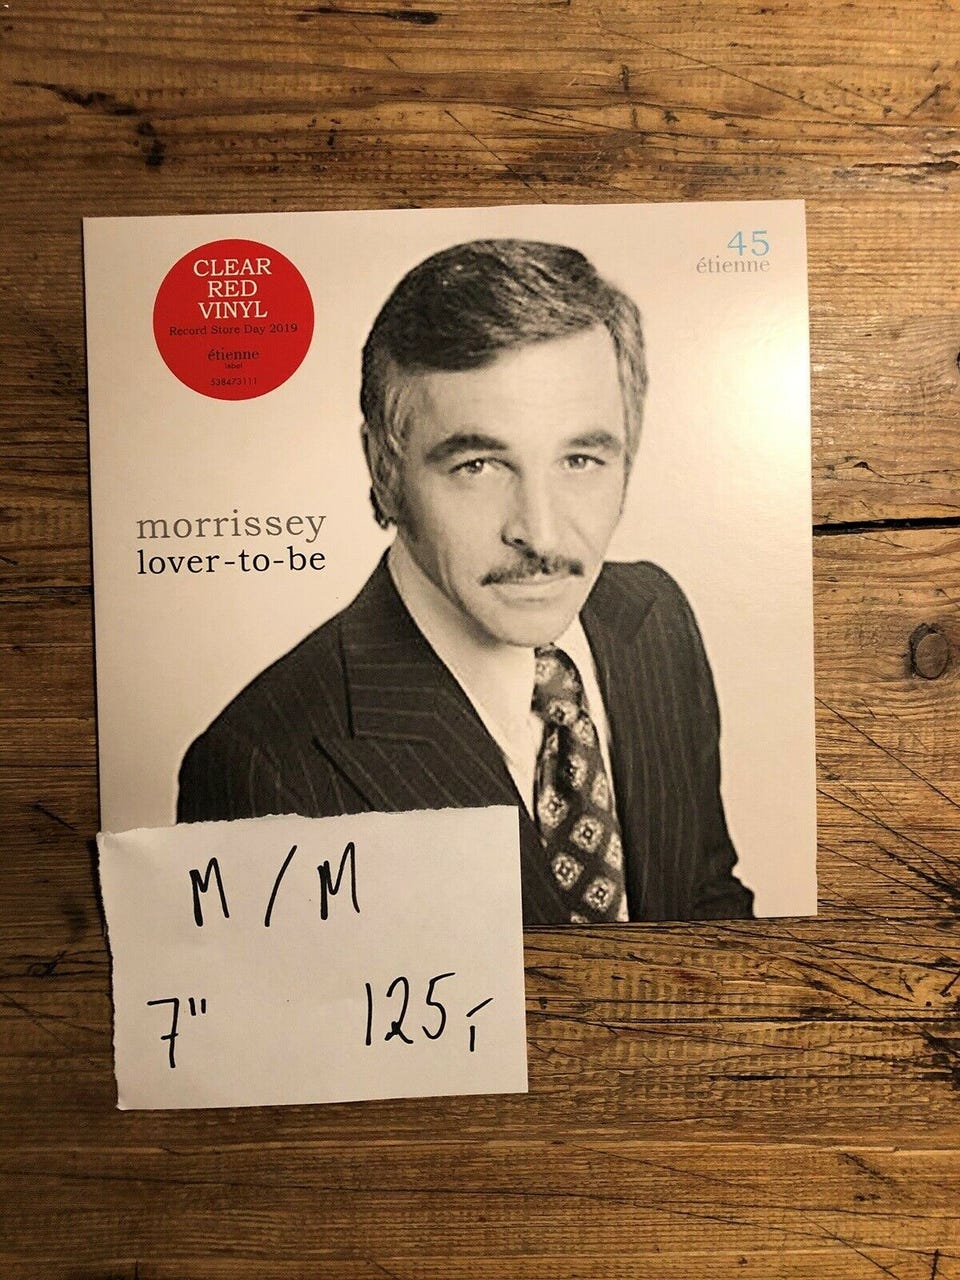 CLEAR
RED
VINYL
Record Store Day 2019
étienne
label
538473111
45
étienne
morrissey
lover-to-be
M / M
7" 125,-